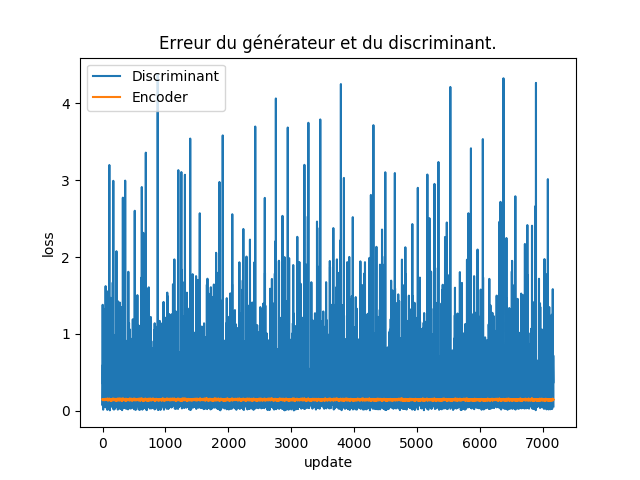 Erreur du générateur et du discriminant.
Discriminant
Encoder
4
3
2
1
0
loss
0 1000 2000 3000 4000 5000 6000 7000
update